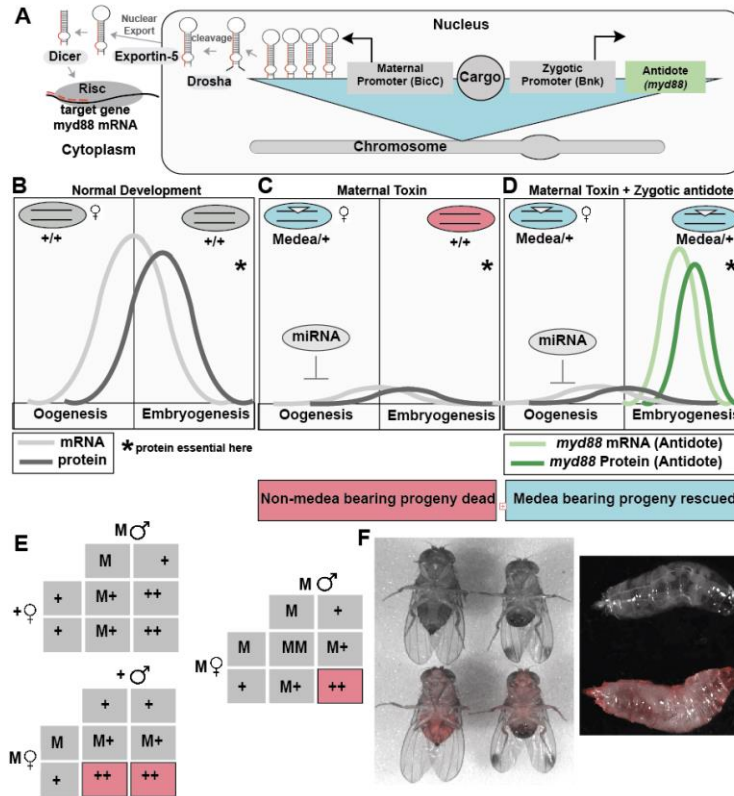 A
Nucleus
Nuclear
Export
cleavage
Dicer
Exportin-5
Drosha
Maternal
Promoter (BicC)
Cargo
Zygotic
Promoter (Bnk)
Antidote
(myd88)
Risc
target gene
myd88 mRNA
Cytoplasm
Chromosome
B
Normal Development
♀
+/+
+/+
*
Oogenesis
Embryogenesis
mRNA
protein
* protein essential here
C
Maternal Toxin
♀
Medea/+
+/+
*
miRNA
Oogenesis
Embryogenesis
Non-medea bearing progeny dead
D
Maternal Toxin + Zygotic antidote
♀
Medea/+
Medea/+
*
miRNA
Oogenesis
Embryogenesis
myd88 mRNA (Antidote)
myd88 Protein (Antidote)
Medea bearing progeny rescued
E
M♂
M +
+♀
+ M+ ++
+ M+ ++
+♂
+ +
M♀
M M+ M+
+ ++ ++
M♂
M +
M♀
M MM M+
+ M+ ++
F